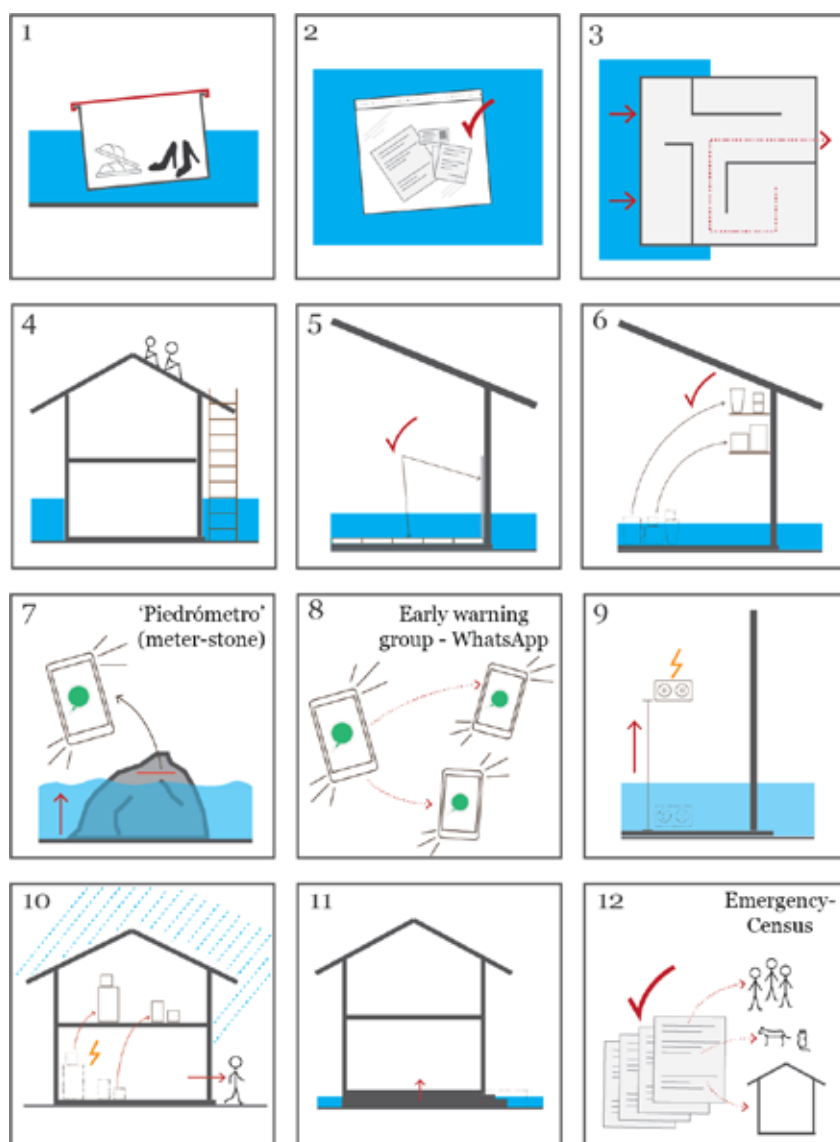 1
2
3
4
5
6
7
'Piedrómetro'
(meter-stone)
8
Early warning
group - WhatsApp
9
10
11
12
Emergency-
Census